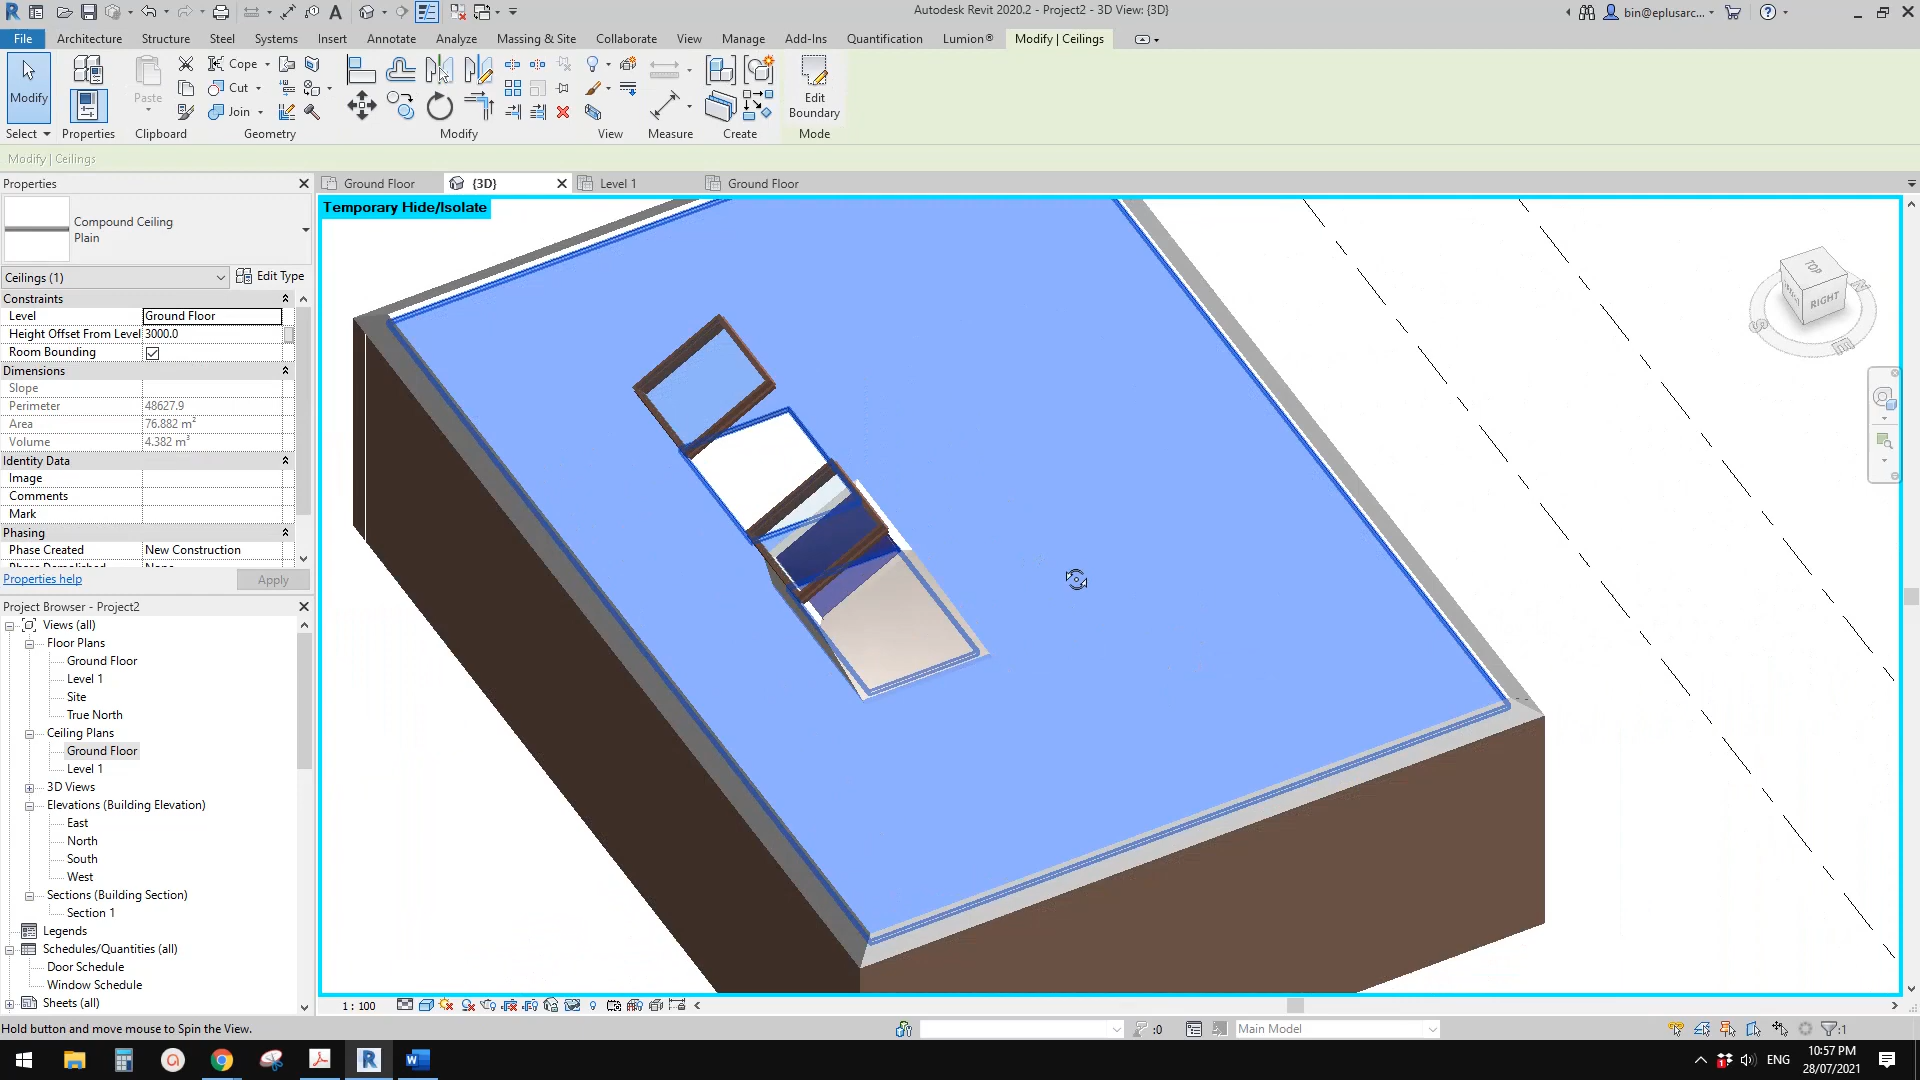 Autodesk Revit 2020.2 - Project2 - 3D View: {3D}
bin@eplusarc...
File Architecture Structure Steel Systems Insert Annotate Analyze Massing & Site Collaborate View Manage Add-Ins Quantification Lumion® Modify | Ceilings
Modify
Paste
Cope
Cut
Join
Edit
Boundary
Select Properties Clipboard Geometry Modify View Measure Create Mode
Modify | Ceilings
Properties
Ground Floor {3D} Level 1 Ground Floor
Temporary Hide/Isolate
Compound Ceiling
Plain
Ceilings (1) Edit Type
Constraints
Level Ground Floor
Height Offset From Level 3000.0
Room Bounding
Dimensions
Slope
Perimeter 48627.9
Area 76.882 m²
Volume 4.382 m³
Identity Data
Image
Comments
Mark
Phasing
Phase Created New Construction
Properties help Apply
Project Browser - Project2
Views (all)
Floor Plans
Ground Floor
Level 1
Site
True North
Ceiling Plans
Ground Floor
Level 1
3D Views
Elevations (Building Elevation)
East
North
South
West
Sections (Building Section)
Section 1
Legends
Schedules/Quantities (all)
Door Schedule
Window Schedule
Sheets (all)
TOP
RIGHT
1 : 100
Hold button and move mouse to Spin the View.
:0
Main Model
:1
ENG
10:57 PM
28/07/2021